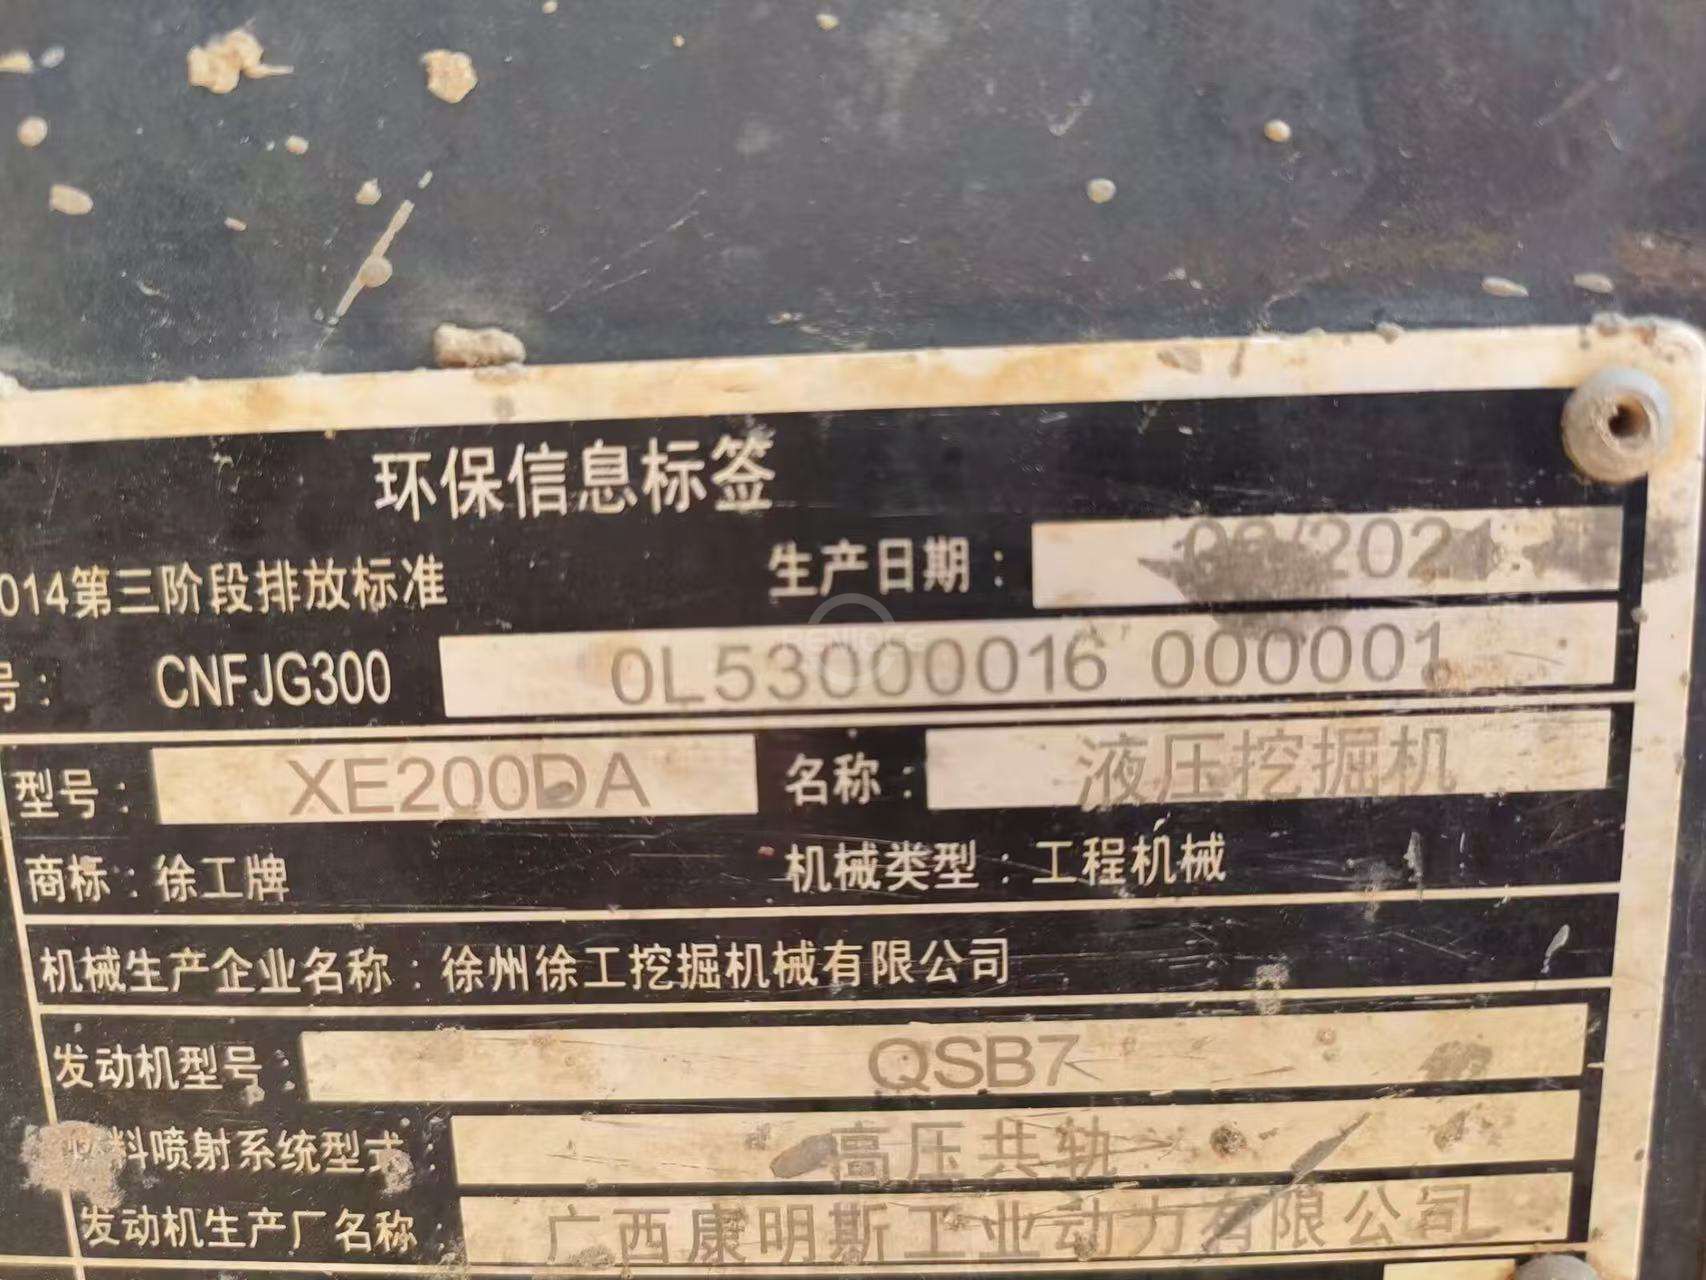 环保信息标签
014第三阶段排放标准 生产日期：09/2021
号：CNFJG300 0L53000016 000001
型号：XE200DA 名称：液压挖掘机
商标：徐工牌 机械类型：工程机械
机械生产企业名称：徐州徐工挖掘机械有限公司
发动机型号：QSB7
料喷射系统型式：高压共轨
发动机生产厂名称：广西康明斯工业动力有限公司